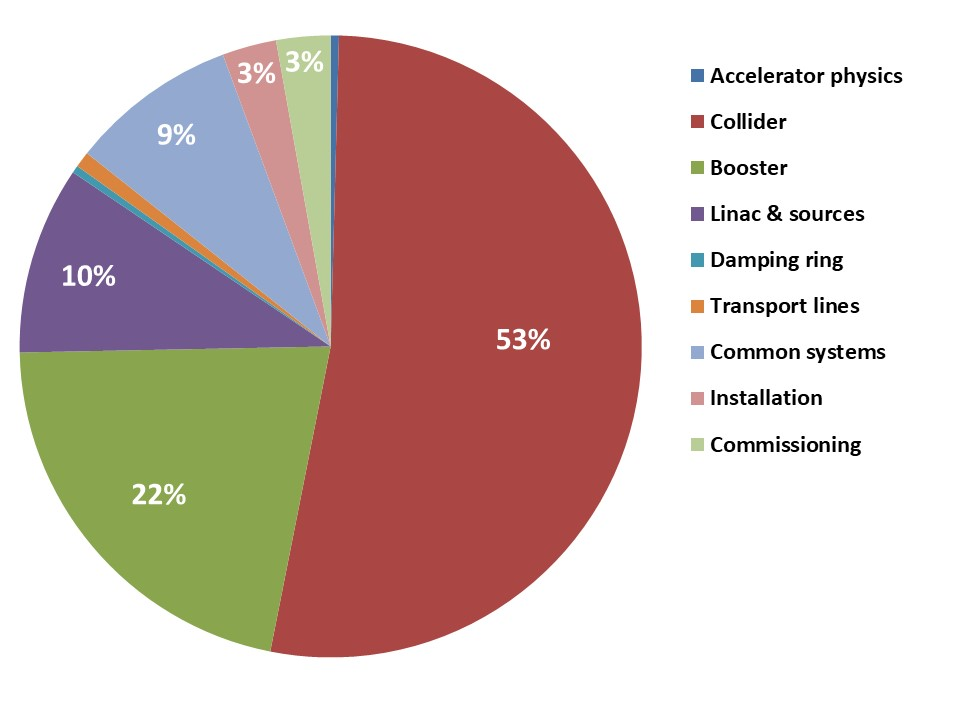 3%
3%
9%
10%
53%
22%
Accelerator physics
Collider
Booster
Linac & sources
Damping ring
Transport lines
Common systems
Installation
Commissioning